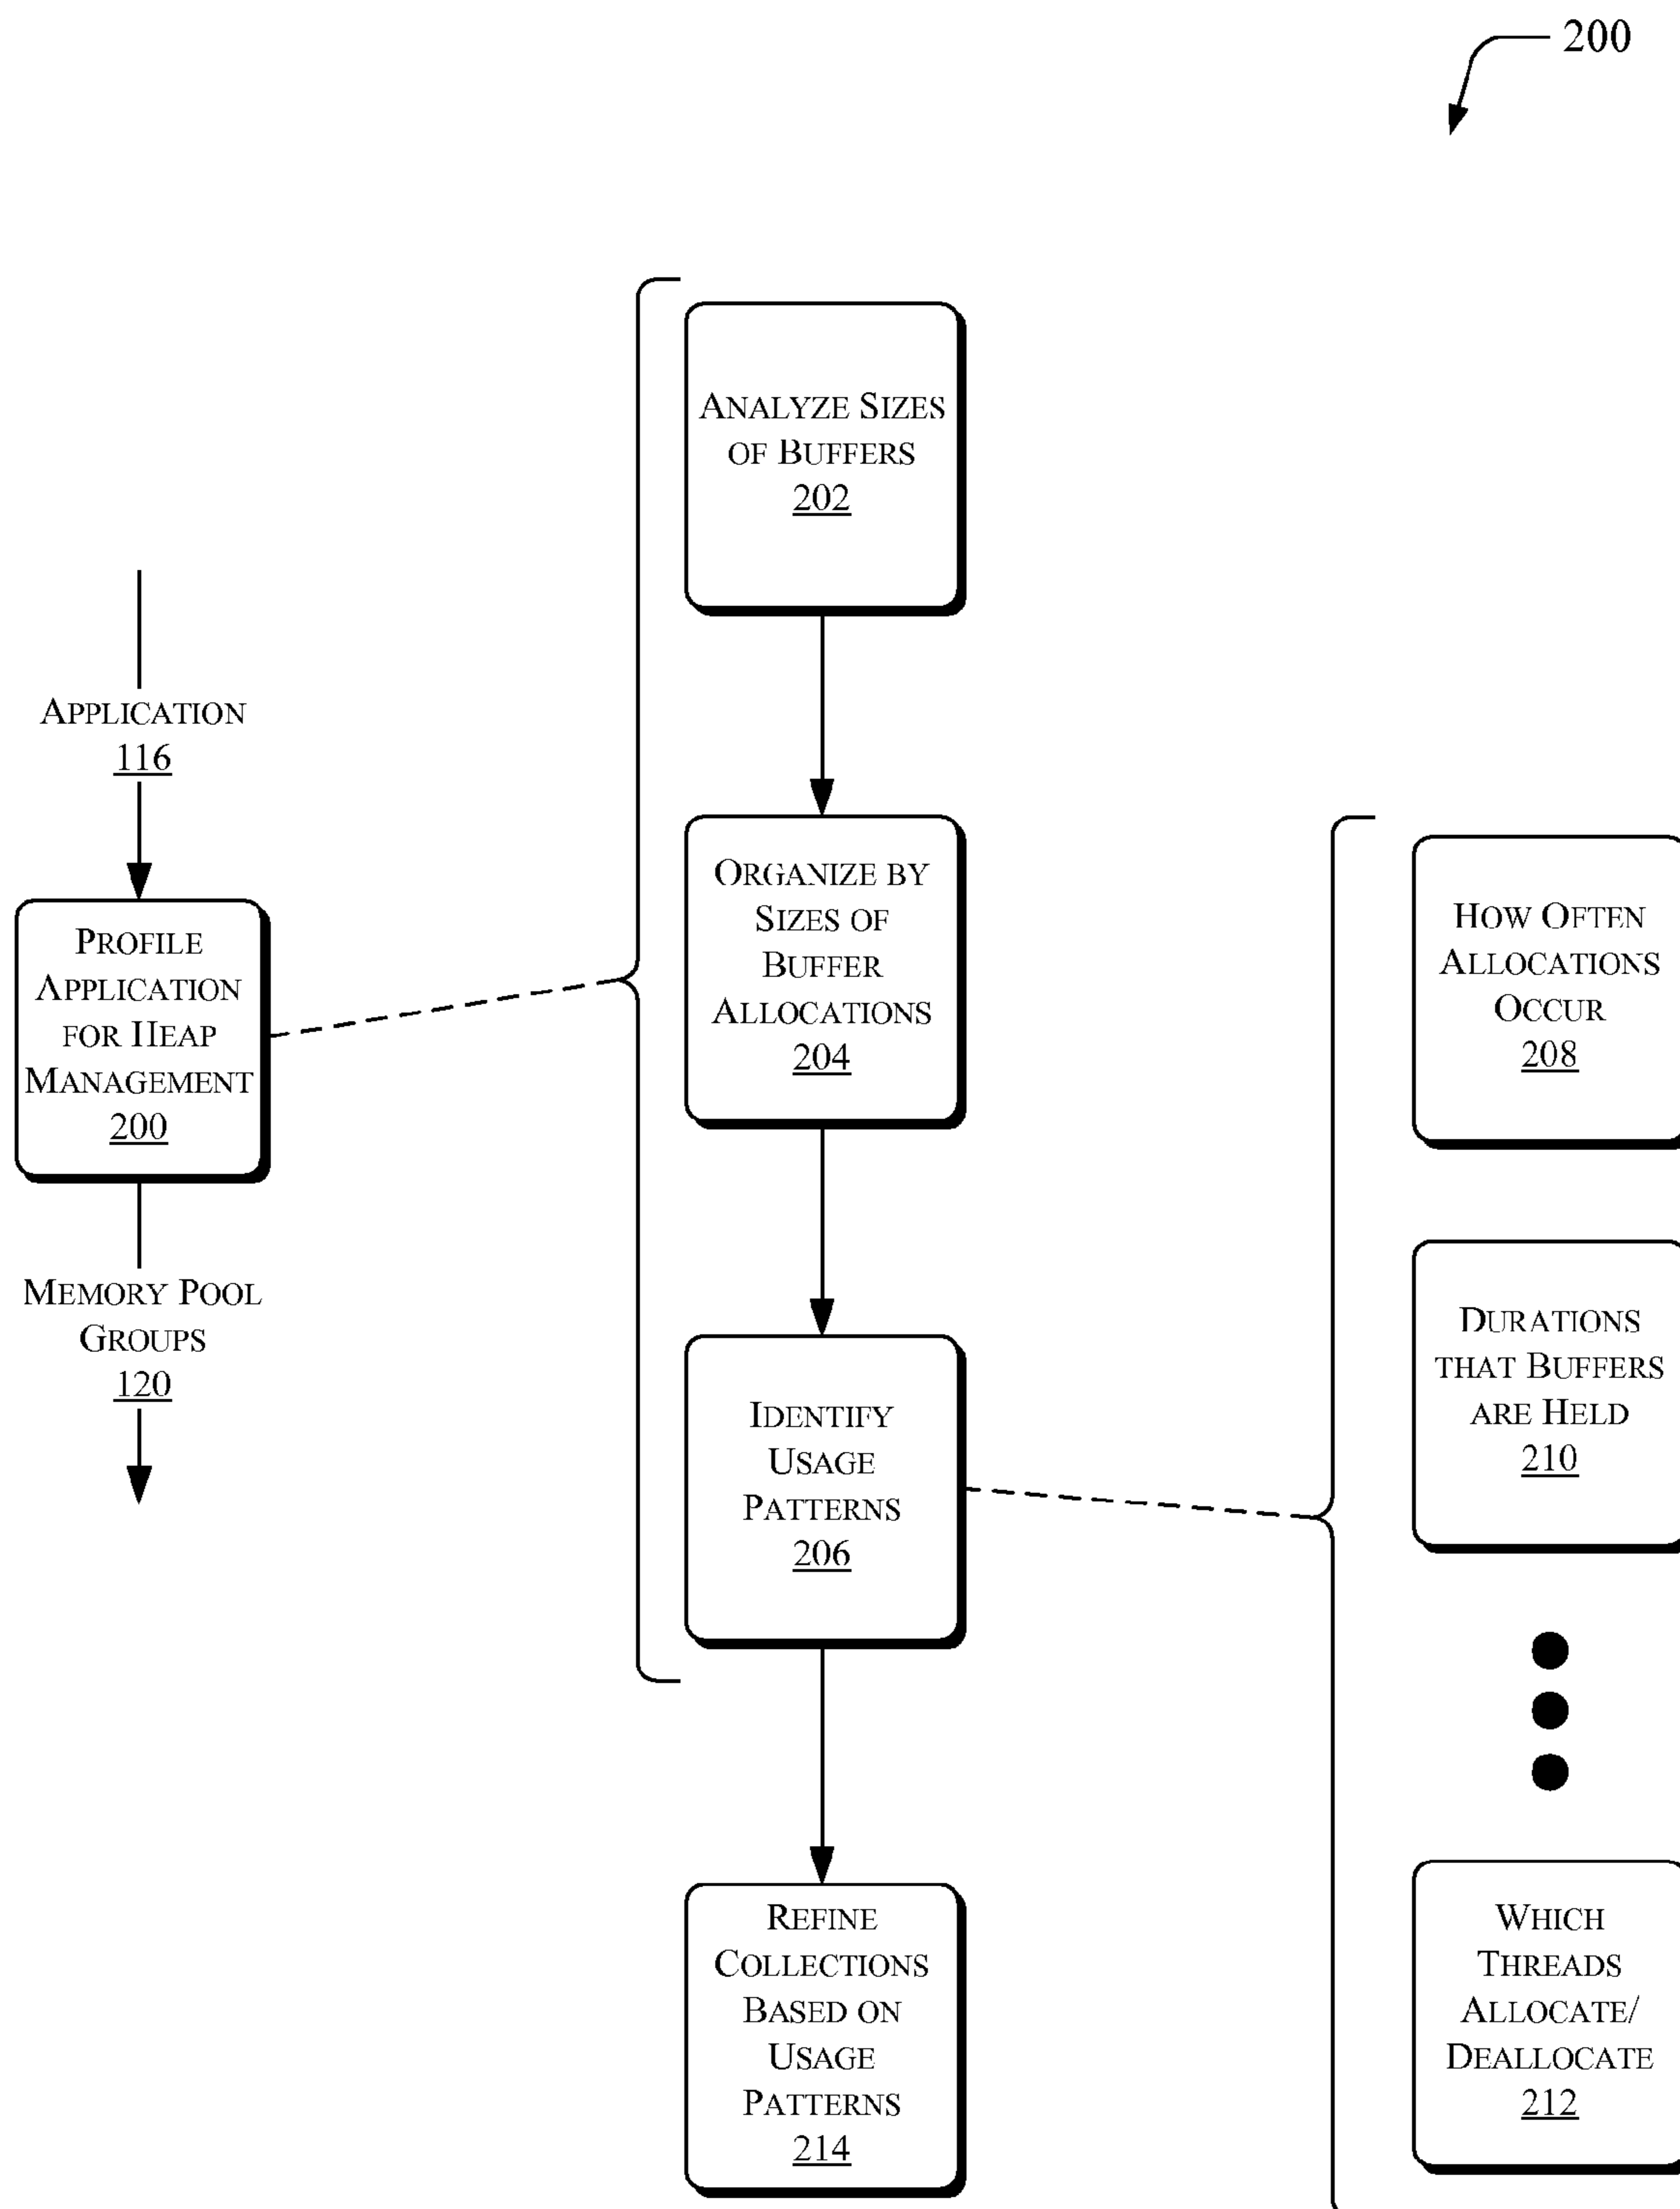 200
Analyze Sizes
of Buffers
202
Application
116
Profile
Application
for Heap
Management
200
Memory Pool
Groups
120
Organize by
Sizes of
Buffer
Allocations
204
Identify
Usage
Patterns
206
Refine
Collections
Based on
Usage
Patterns
214
How Often
Allocations
Occur
208
Durations
that Buffers
are Held
210
Which
Threads
Allocate/
Deallocate
212